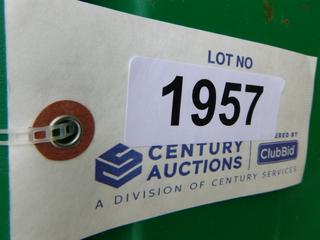 LOT NO
1957
CENTURY
AUCTIONS
ClubBid
A DIVISION OF CENTURY SERVICES